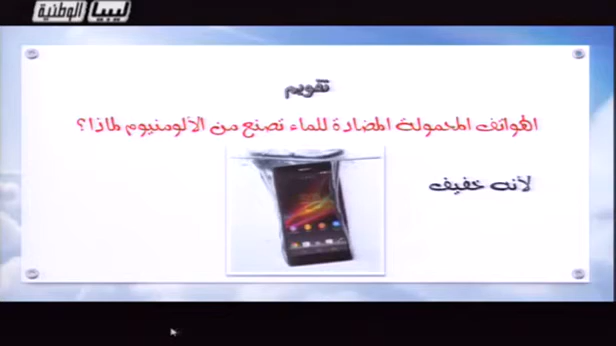 ليبيا الوطنية
تقويم
الهواتف المحمولة المضادة للماء تصنع من الألومنيوم لماذا؟
لأنه خفيف